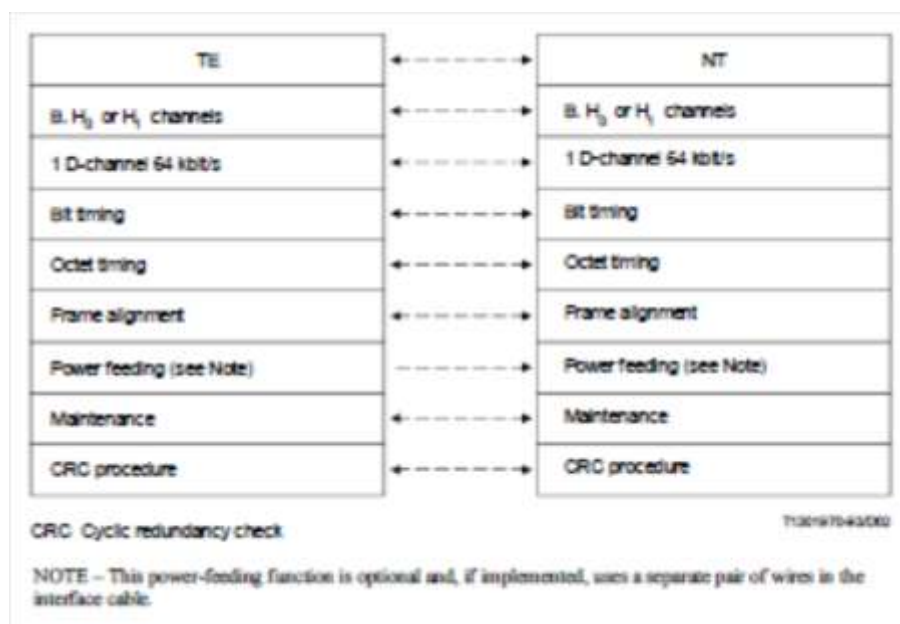 TE NT
B. H₀ or H₁ channels B. H₀ or H₁ channels
1 D-channel 64 kbit/s 1 D-channel 64 kbit/s
Bit timing Bit timing
Octet timing Octet timing
Frame alignment Frame alignment
Power feeding (see Note) Power feeding (see Note)
Maintenance Maintenance
CRC procedure CRC procedure
CRC Cyclic redundancy check
NOTE – This power-feeding function is optional and, if implemented, uses a separate pair of wires in the
interface cable.